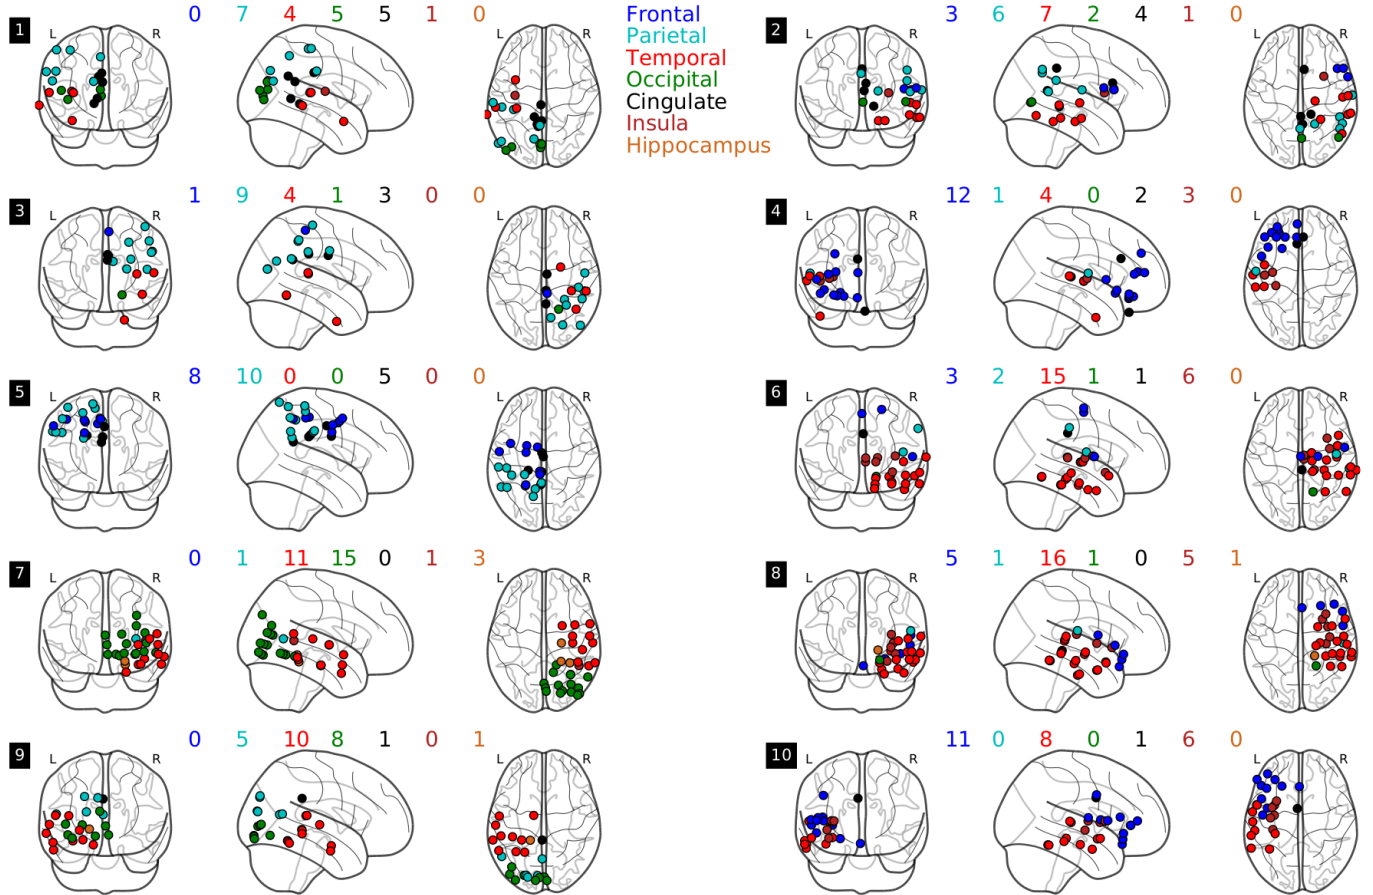 1 0 7 4 5 5 1 0
L R
Frontal
Parietal
Temporal
Occipital
Cingulate
Insula
Hippocampus
2 3 6 7 2 4 1 0
L R L R
3 1 9 4 1 3 0 0
L R L R
4 12 1 4 0 2 3 0
L R L R
5 8 10 0 0 5 0 0
L R L R
6 3 2 15 1 1 6 0
L R L R
7 0 1 11 15 0 1 3
L R L R
8 5 1 16 1 0 5 1
L R L R
9 0 5 10 8 1 0 1
L R L R
10 11 0 8 0 1 6 0
L R L R